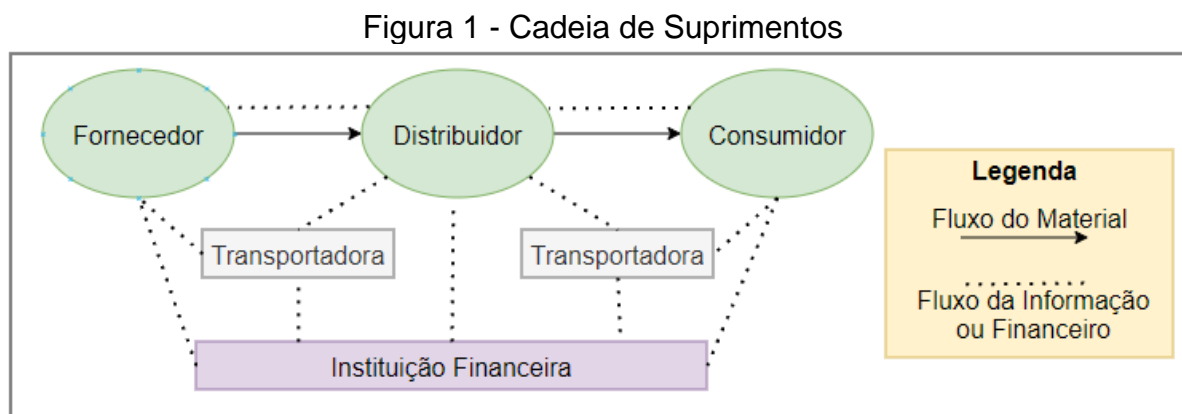 Figura 1 - Cadeia de Suprimentos
Fornecedor
Distribuidor
Consumidor
Transportadora
Transportadora
Instituição Financeira
Legenda
Fluxo do Material
Fluxo da Informação
ou Financeiro